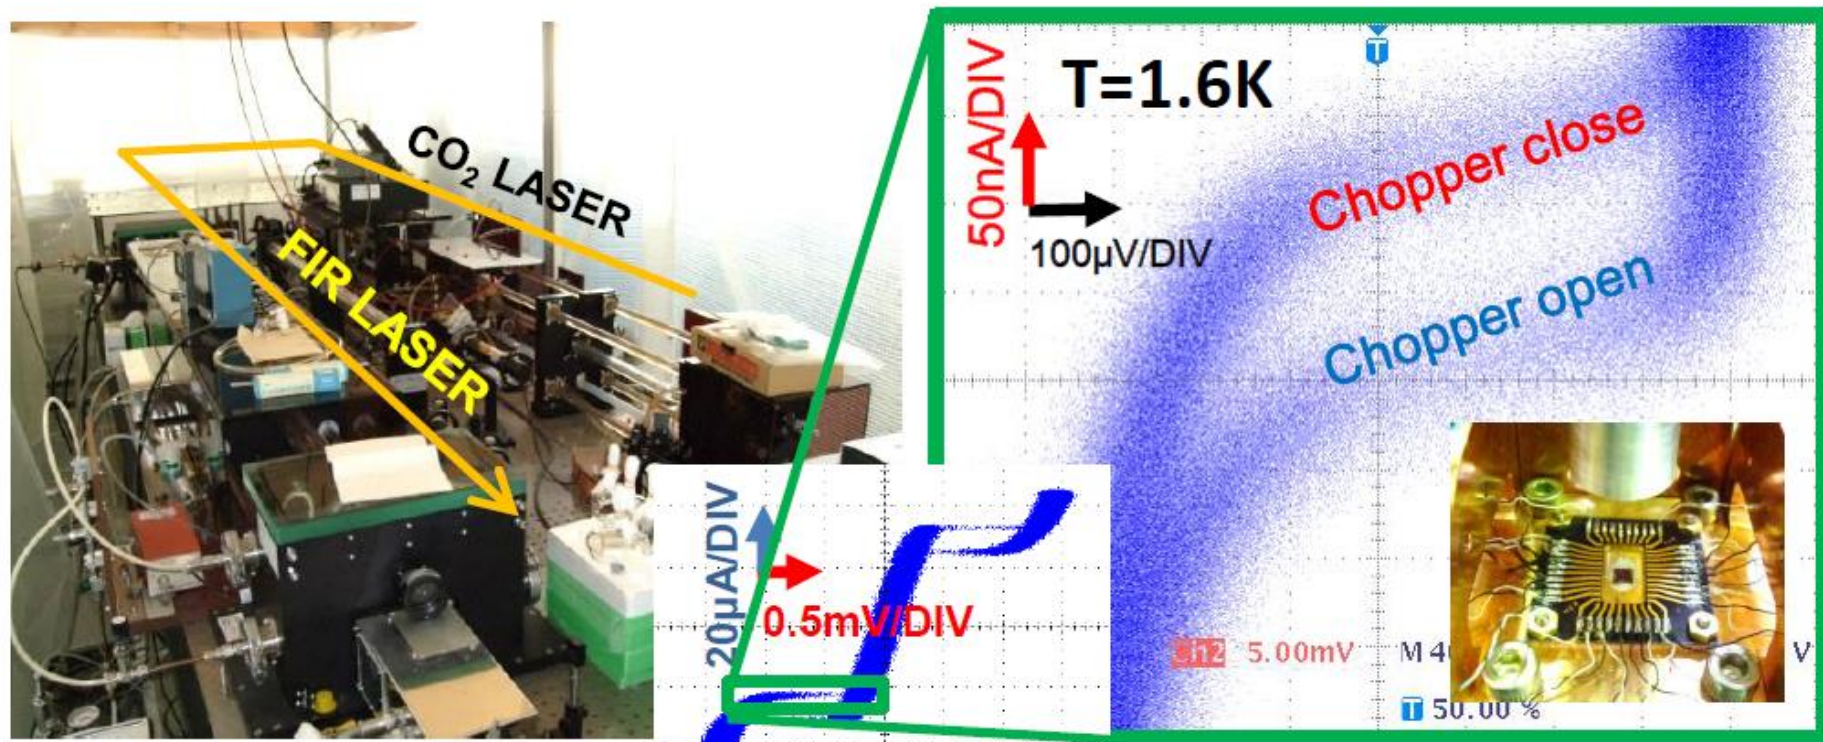 CO₂ LASER
FIR LASER
20µA/DIV
0.5mV/DIV
50nA/DIV
T
T=1.6K
100µV/DIV
Chopper close
Chopper open
Ch2 5.00mV
M 4
V
T 50.00 %